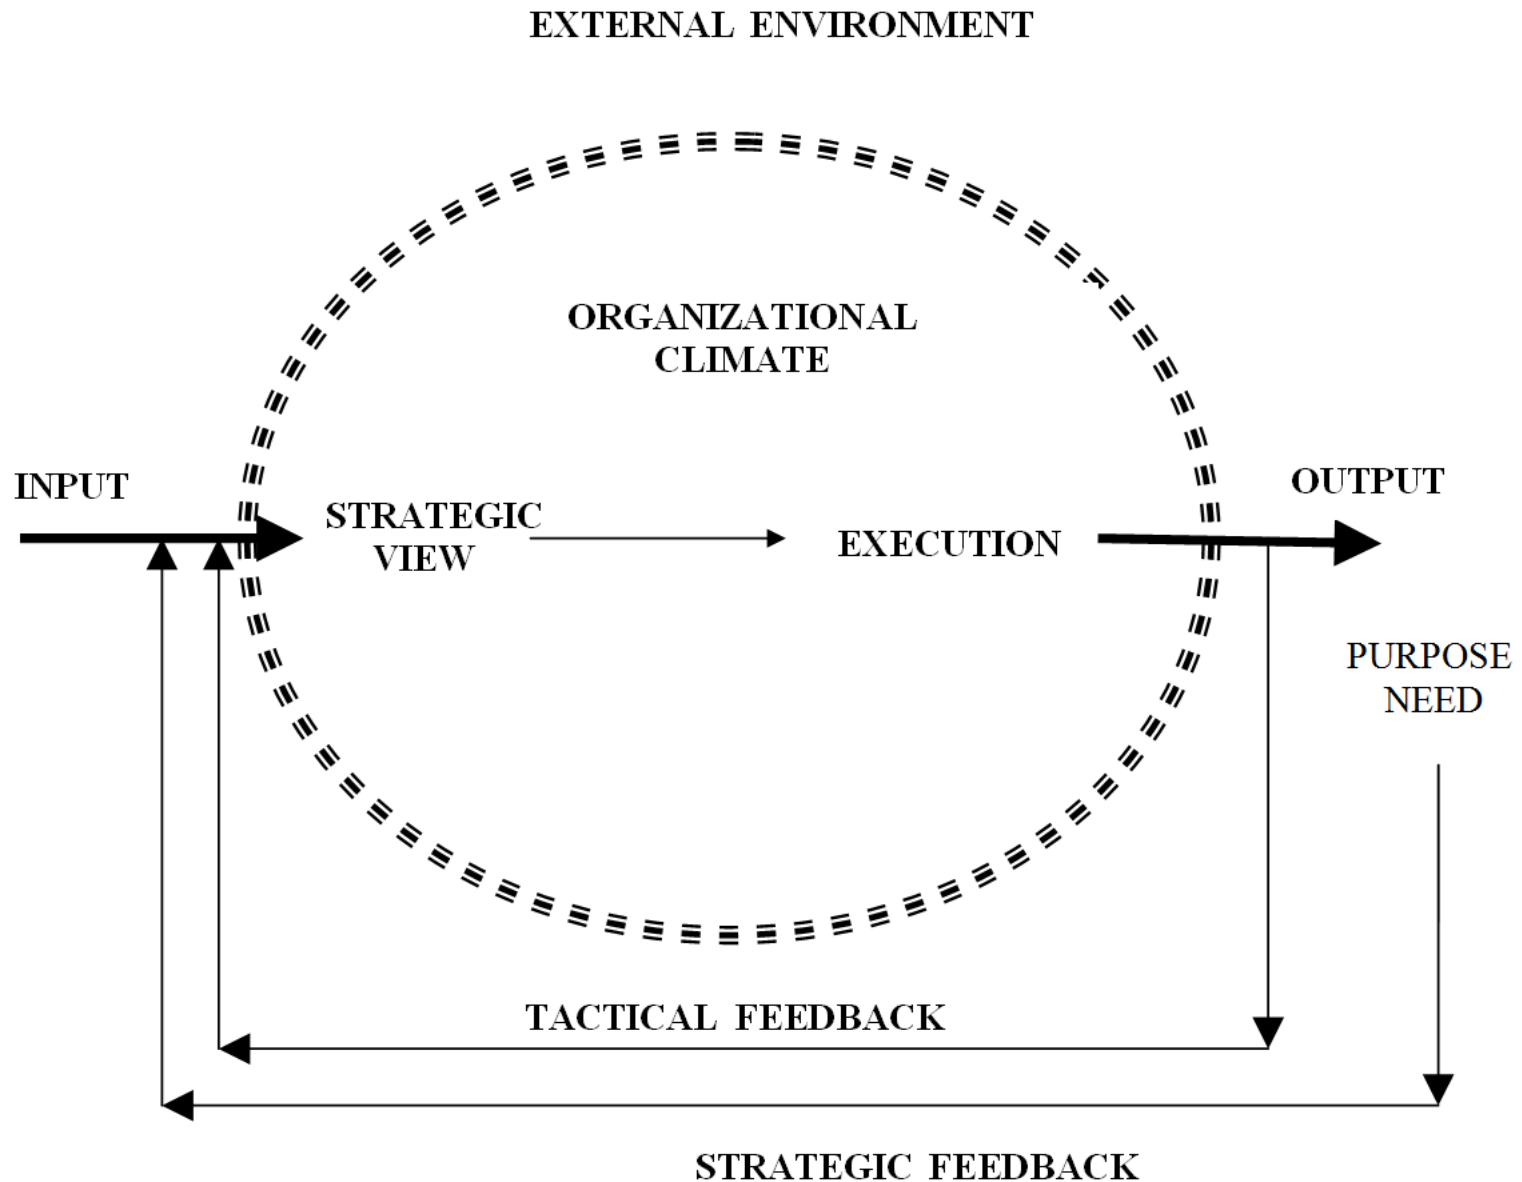 EXTERNAL ENVIRONMENT
ORGANIZATIONAL
CLIMATE
INPUT
STRATEGIC
VIEW
EXECUTION
OUTPUT
PURPOSE
NEED
TACTICAL FEEDBACK
STRATEGIC FEEDBACK